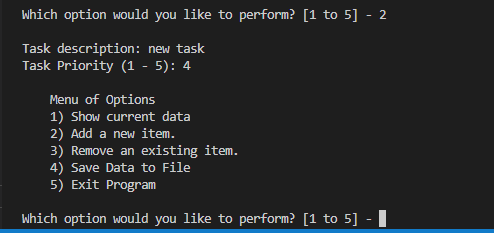 Which option would you like to perform? [1 to 5] - 2
Task description: new task
Task Priority (1 - 5): 4
Menu of Options
1) Show current data
2) Add a new item.
3) Remove an existing item.
4) Save Data to File
5) Exit Program
Which option would you like to perform? [1 to 5] -